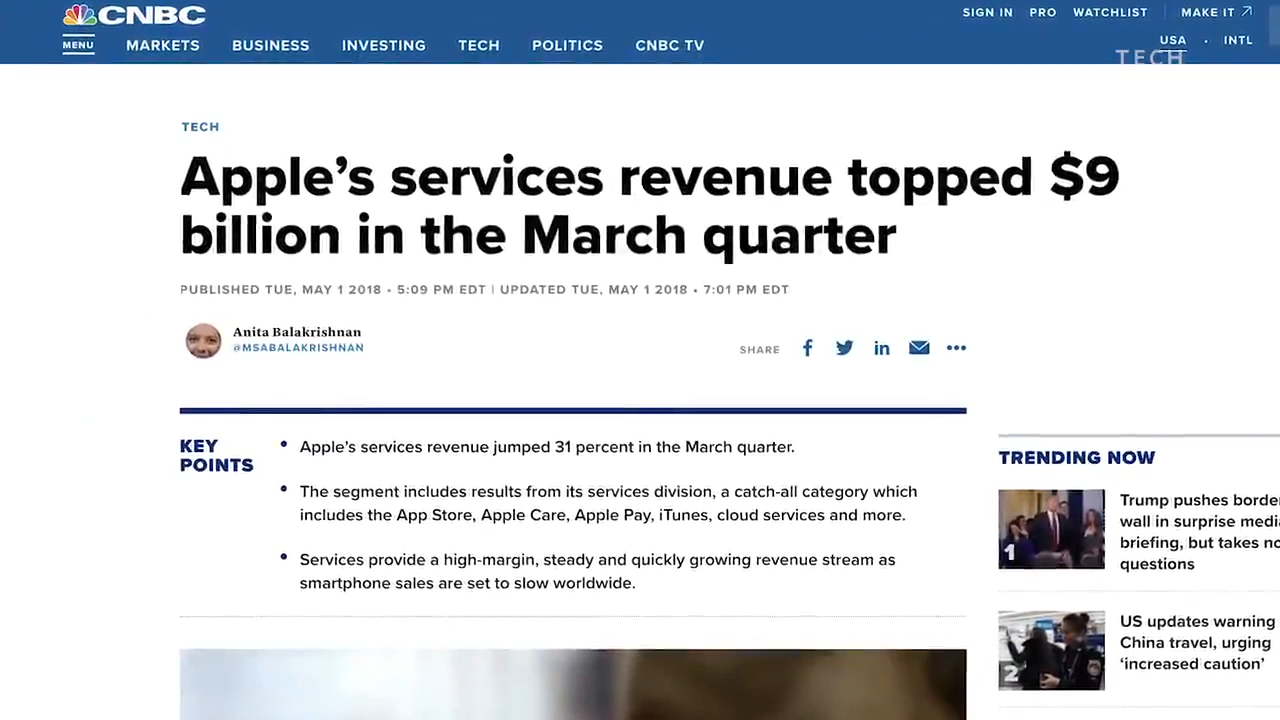 CNBC
SIGN IN PRO WATCHLIST MAKE IT
MENU MARKETS BUSINESS INVESTING TECH POLITICS CNBC TV
USA · INTL
TECH
TECH
Apple’s services revenue topped $9
billion in the March quarter
PUBLISHED TUE, MAY 1 2018 • 5:09 PM EDT | UPDATED TUE, MAY 1 2018 • 7:01 PM EDT
Anita Balakrishnan
@MSABALAKRISHNAN
SHARE
KEY
POINTS
• Apple’s services revenue jumped 31 percent in the March quarter.
• The segment includes results from its services division, a catch-all category which
includes the App Store, Apple Care, Apple Pay, iTunes, cloud services and more.
• Services provide a high-margin, steady and quickly growing revenue stream as
smartphone sales are set to slow worldwide.
TRENDING NOW
1
Trump pushes border
wall in surprise media
briefing, but takes no
questions
2
US updates warning
China travel, urging
‘increased caution’